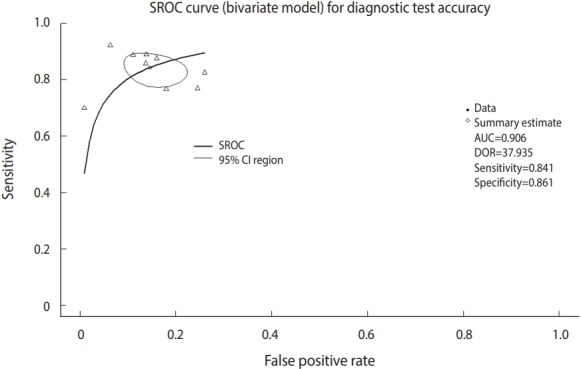 SROC curve (bivariate model) for diagnostic test accuracy
1.0
0.8
0.6
0.4
0.2
0
Sensitivity
SROC
95% CI region
Data
Summary estimate
AUC=0.906
DOR=37.935
Sensitivity=0.841
Specificity=0.861
0 0.2 0.4 0.6 0.8 1.0
False positive rate